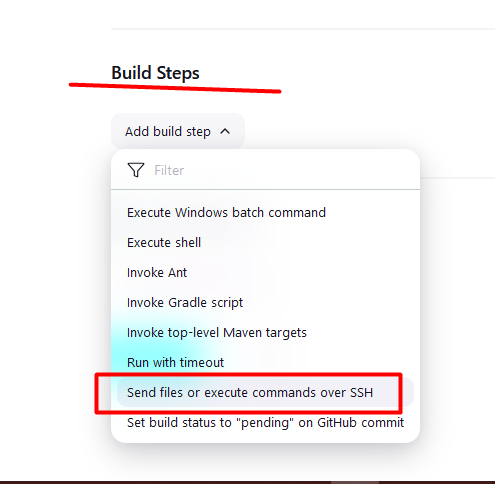 Build Steps
Add build step
Filter
Execute Windows batch command
Execute shell
Invoke Ant
Invoke Gradle script
Invoke top-level Maven targets
Run with timeout
Send files or execute commands over SSH
Set build status to "pending" on GitHub commit